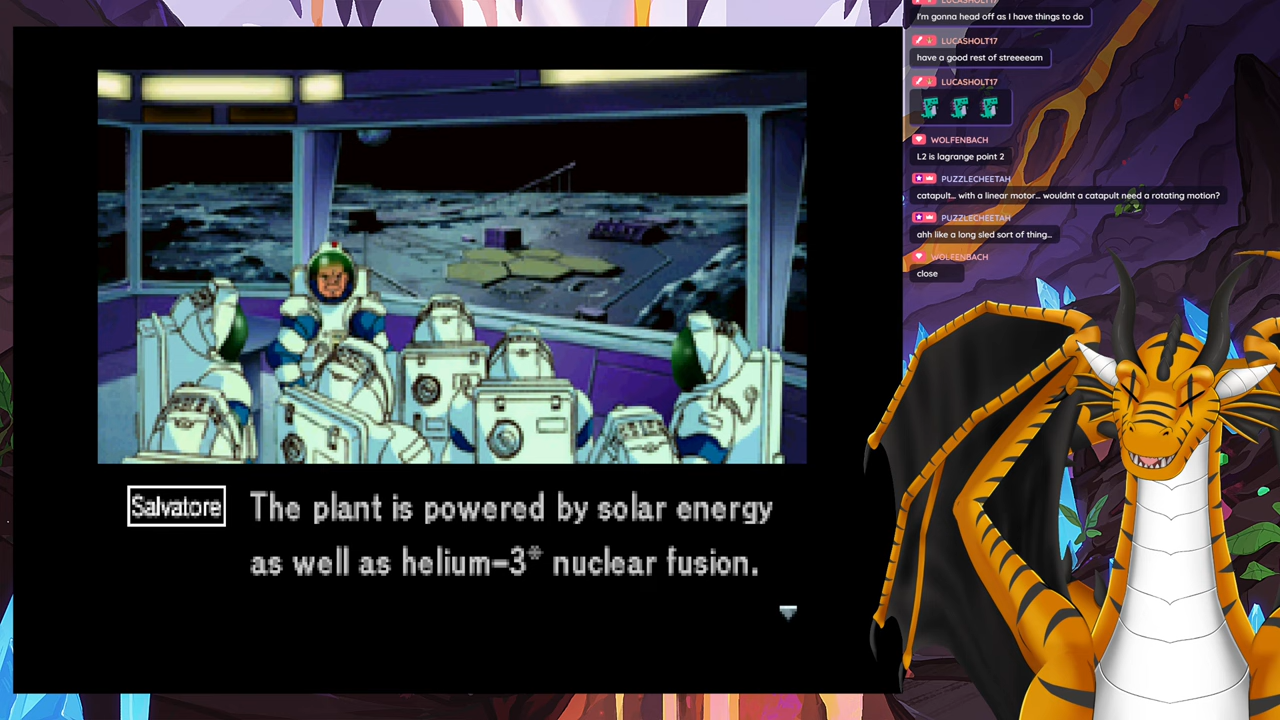 Salvatore
The plant is powered by solar energy
as well as helium-3* nuclear fusion.
LUCASHOLT17
I'm gonna head off as I have things to do
LUCASHOLT17
have a good rest of streeeeam
LUCASHOLT17
WOLFENBACH
L2 is lagrange point 2
PUZZLECHEETAH
catapult... with a linear motor... wouldnt a catapult need a rotating motion?
PUZZLECHEETAH
ahh like a long sled sort of thing...
WOLFENBACH
close